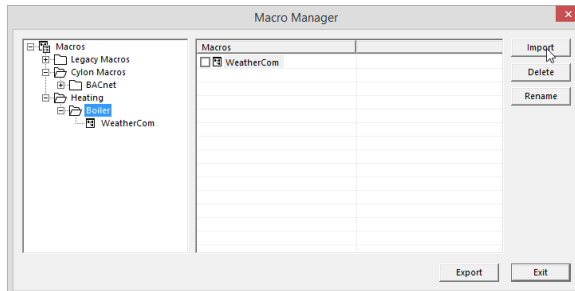 Macro Manager
x
Macros
Legacy Macros
Cylon Macros
BACnet
Heating
Boiler
WeatherCom
Macros
WeatherCom
Import
Delete
Rename
Export
Exit